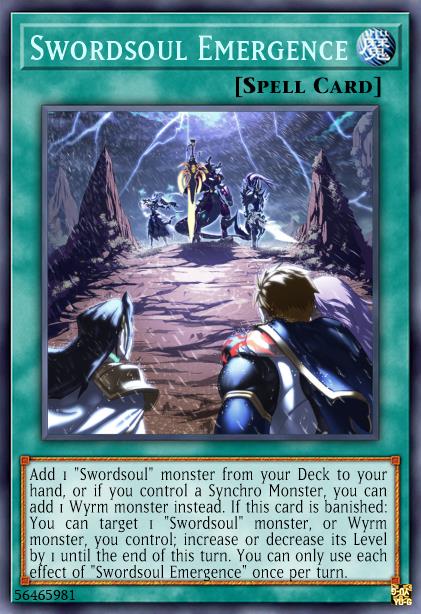 SWORDSOUL EMERGENCE 魔
[SPELL CARD]
Add 1 "Swordsoul" monster from your Deck to your
hand, or if you control a Synchro Monster, you can
add 1 Wyrm monster instead. If this card is banished:
You can target 1 "Swordsoul" monster, or Wyrm
monster, you control; increase or decrease its Level
by 1 until the end of this turn. You can only use each
effect of "Swordsoul Emergence" once per turn.
56465981